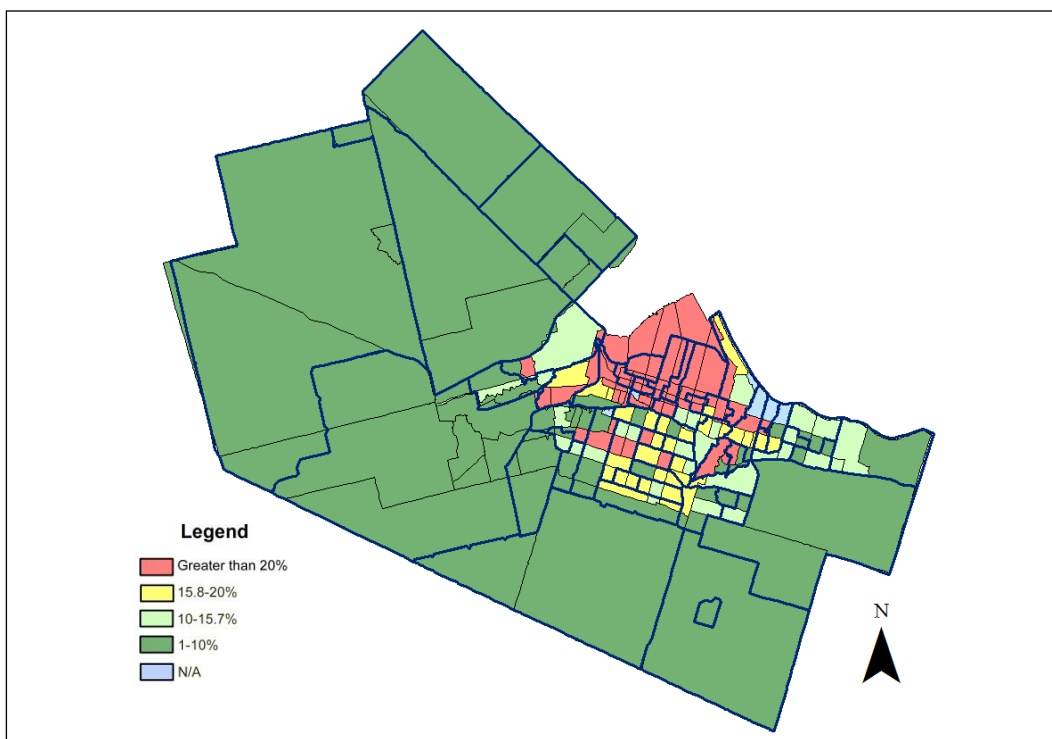 Legend
Greater than 20%
15.8-20%
10-15.7%
1-10%
N/A
N